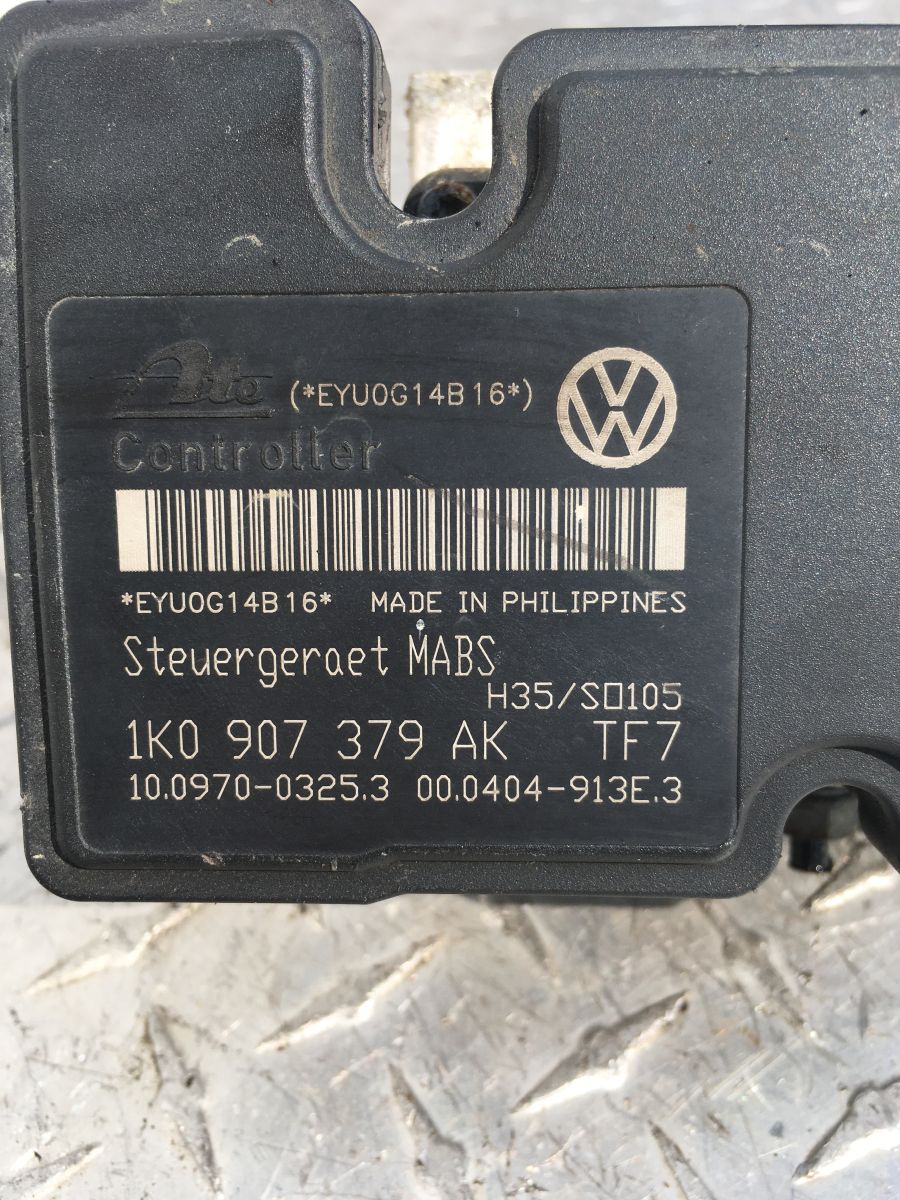 Ate (*EYU0G14B16*)
Controller
*EYU0G14B16* MADE IN PHILIPPINES
Steuergeraet MABS
H35/S□105
1K0 907 379 AK TF7
10.0970-0325.3 00.0404-913E.3